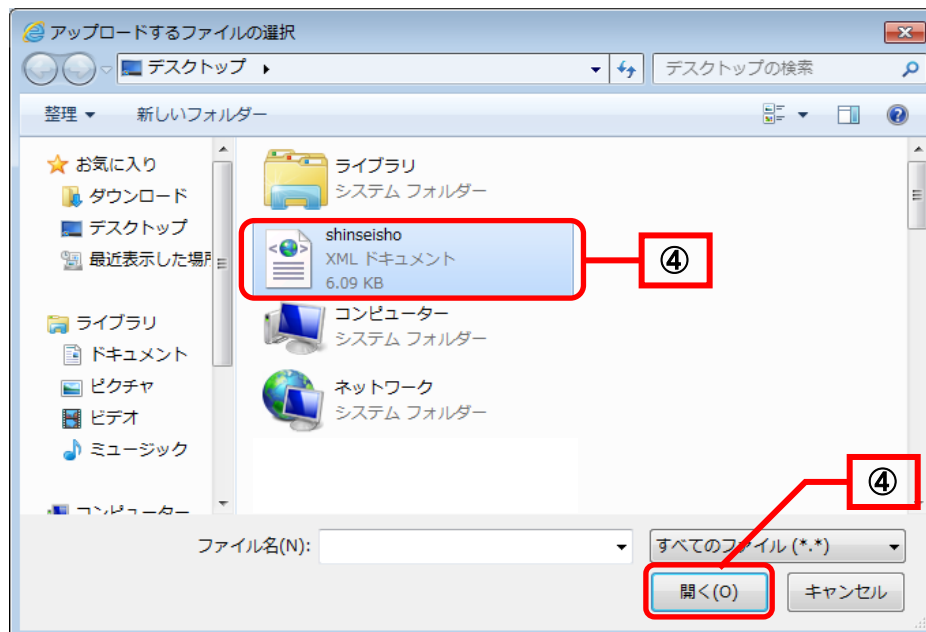 アップロードするファイルの選択
デスクトップ
デスクトップの検索
整理
新しいフォルダー
お気に入り
ダウンロード
デスクトップ
最近表示した場所
ライブラリ
ドキュメント
ピクチャ
ビデオ
ミュージック
コンピューター
ライブラリ
システム フォルダー
shinseisho
XML ドキュメント
6.09 KB
④
コンピューター
システム フォルダー
ネットワーク
システム フォルダー
④
ファイル名(N):
すべてのファイル (*.*)
開く(O)
キャンセル